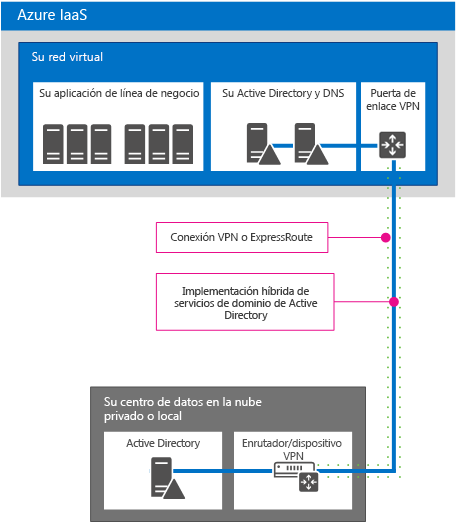 Azure IaaS
Su red virtual
Su aplicación de línea de negocio
Su Active Directory y DNS
Puerta de
enlace VPN
Conexión VPN o ExpressRoute
Implementación híbrida de
servicios de dominio de Active
Directory
Su centro de datos en la nube
privado o local
Active Directory
Enrutador/dispositivo
VPN